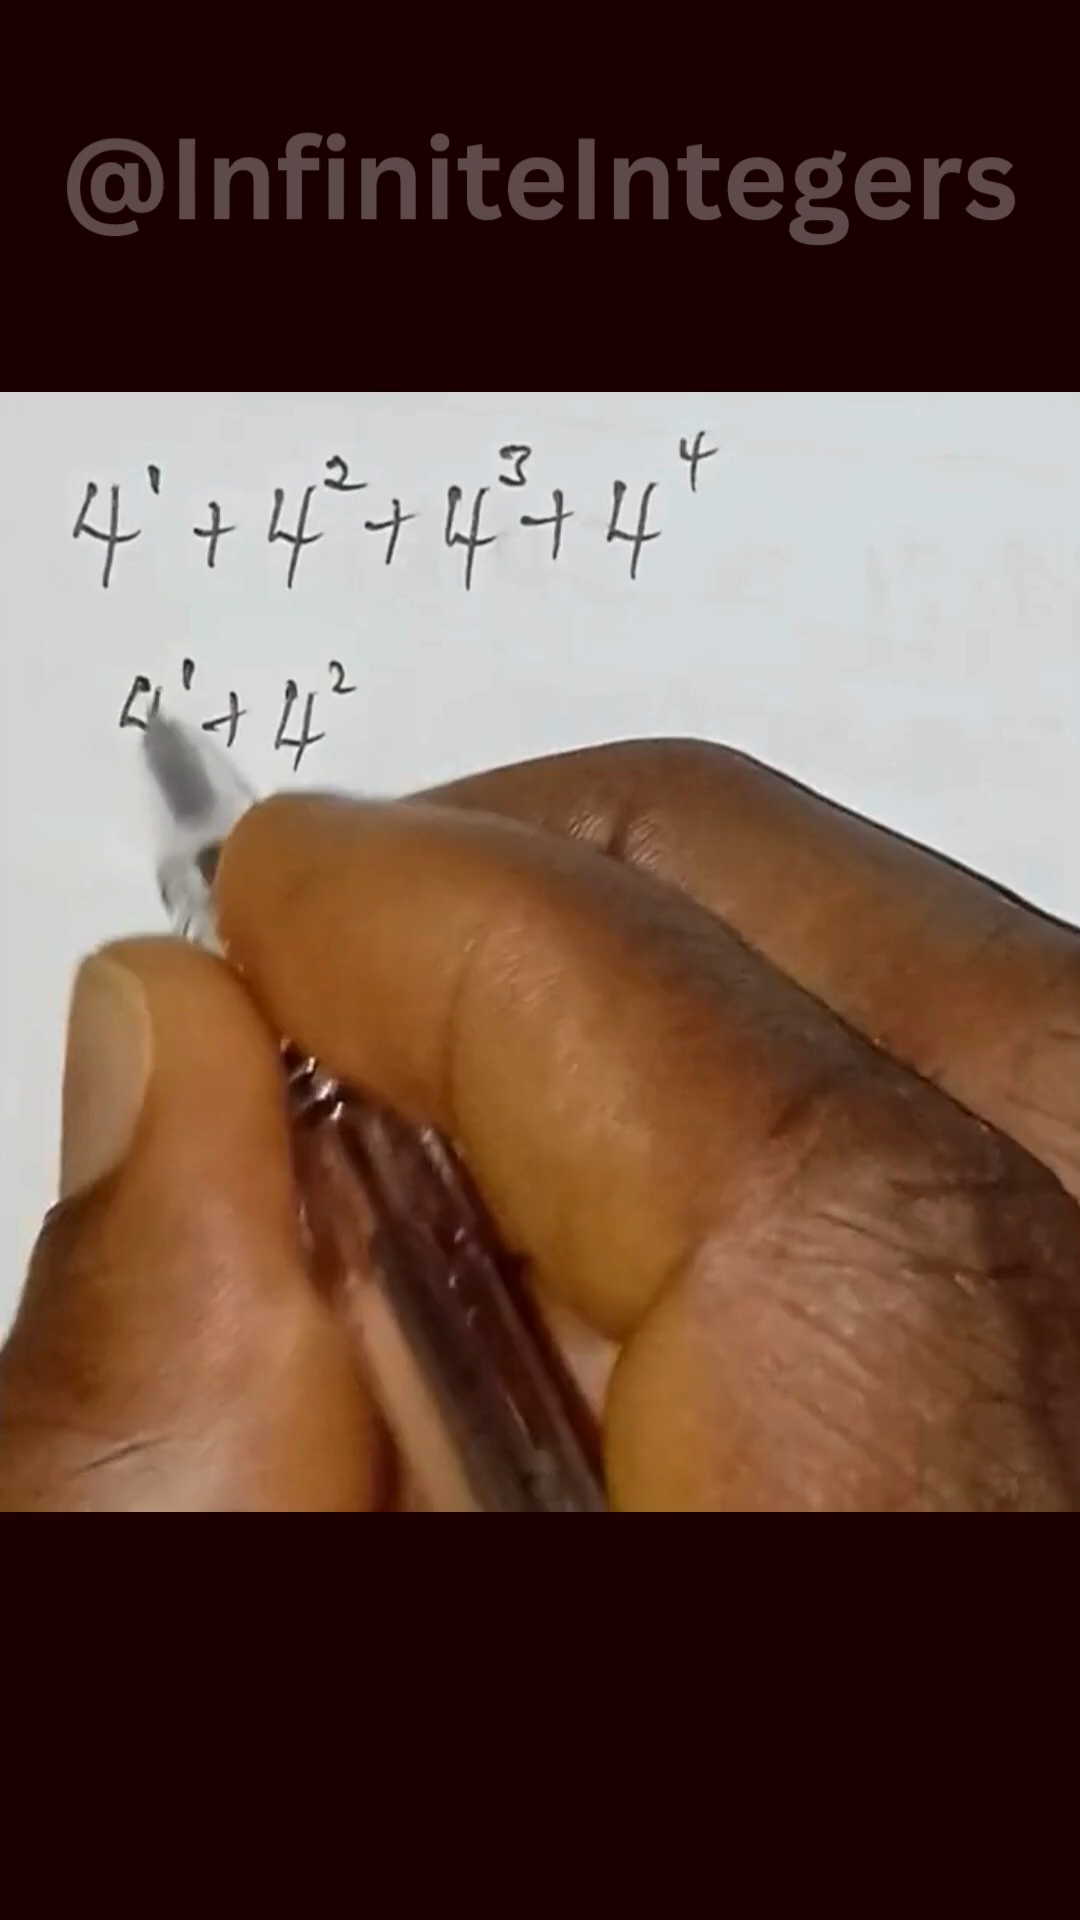 @InfiniteIntegers
4¹ + 4² + 4³ + 4⁴
4¹ + 4²